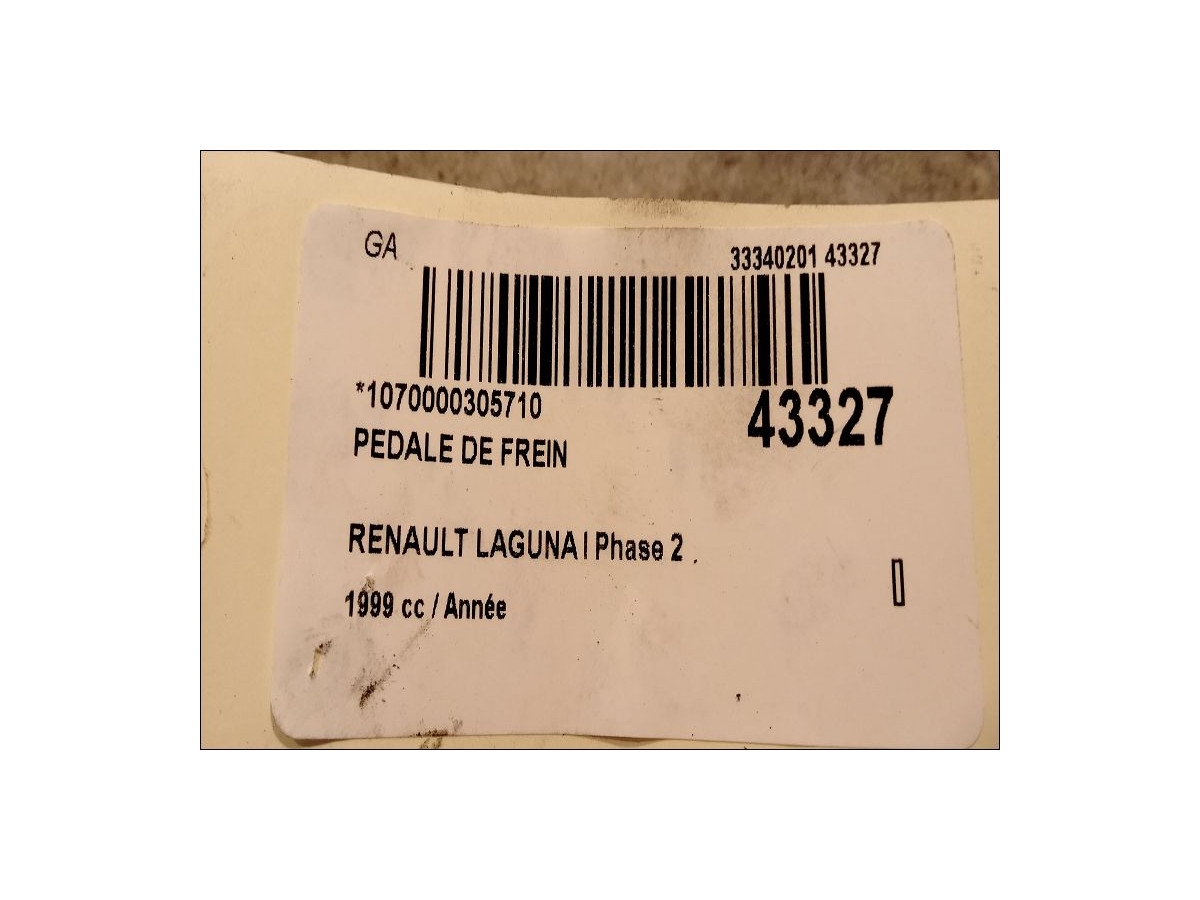 GA
33340201 43327
*1070000305710
43327
PEDALE DE FREIN
RENAULT LAGUNA I Phase 2
1999 cc / Année